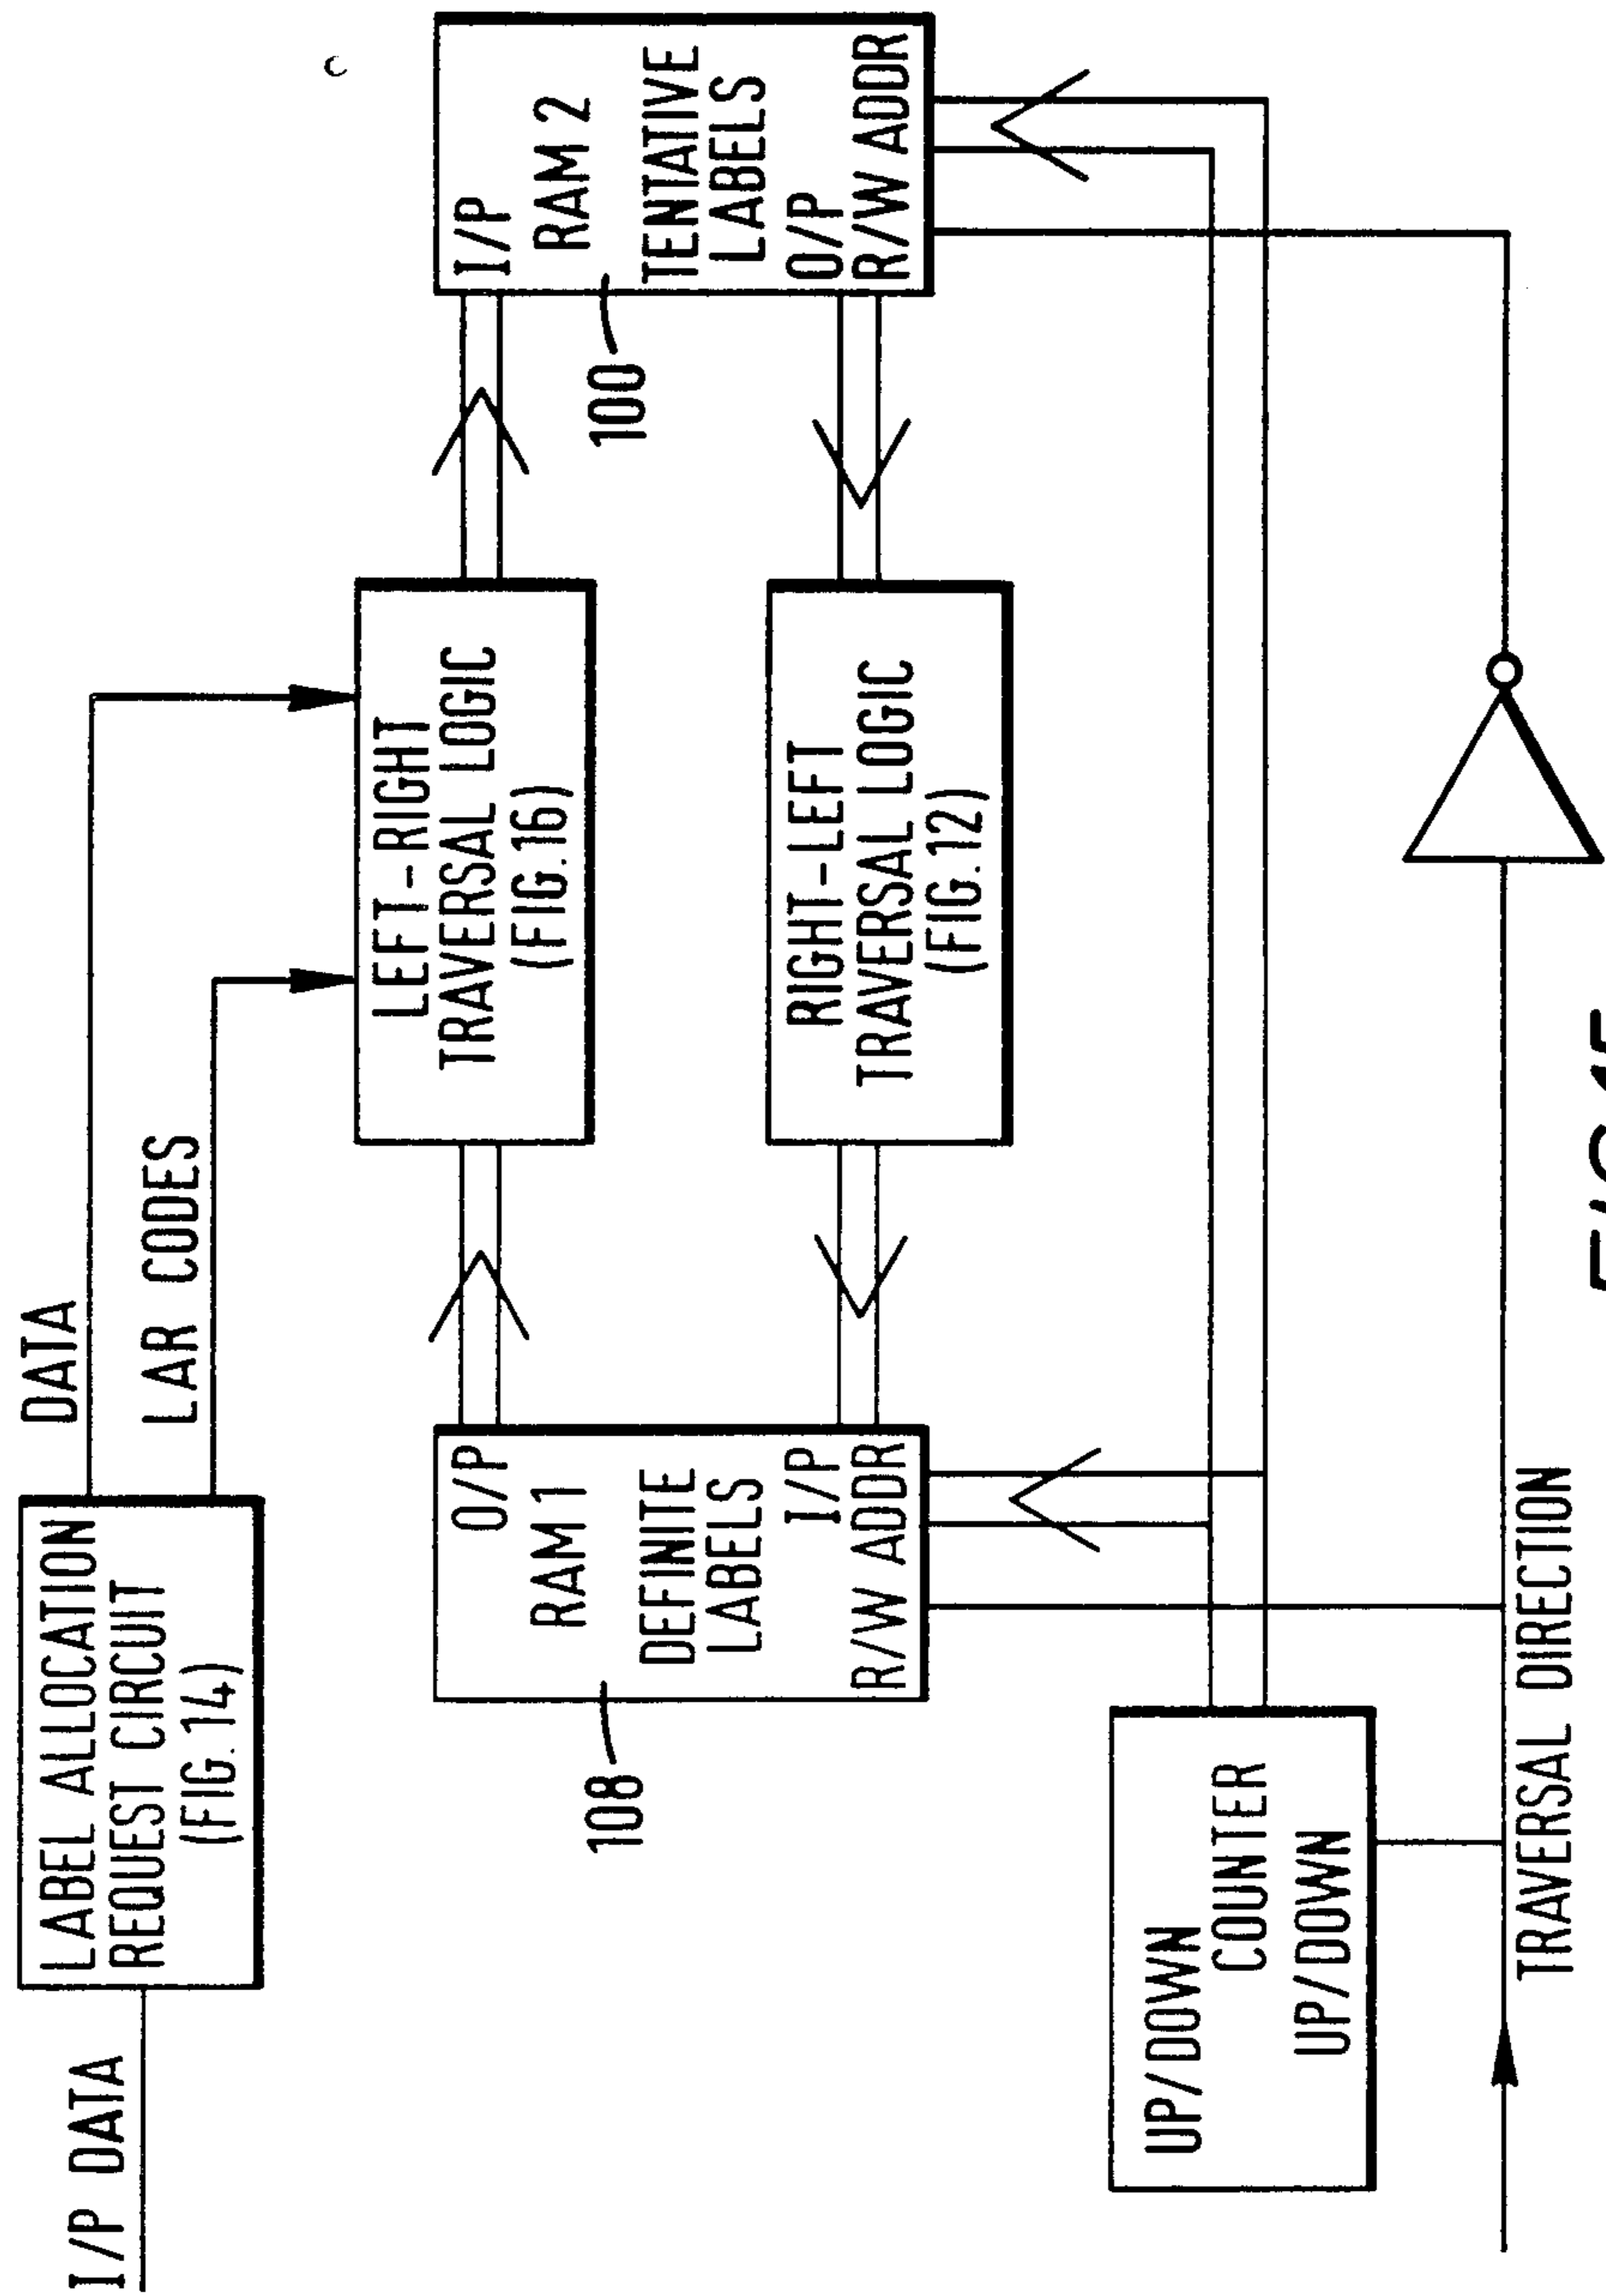 I/P DATA
LABEL ALLOCATION
REQUEST CIRCUIT
(FIG.14)
DATA
LAR CODES
LEFT-RIGHT
TRAVERSAL LOGIC
(FIG.16)
RIGHT-LEFT
TRAVERSAL LOGIC
(FIG.12)
O/P
RAM 1
DEFINITE
LABELS
I/P
R/W ADDR
108
I/P
RAM 2
TENTATIVE
LABELS
O/P
R/W ADDR
100
UP/DOWN
COUNTER
UP/DOWN
TRAVERSAL DIRECTION